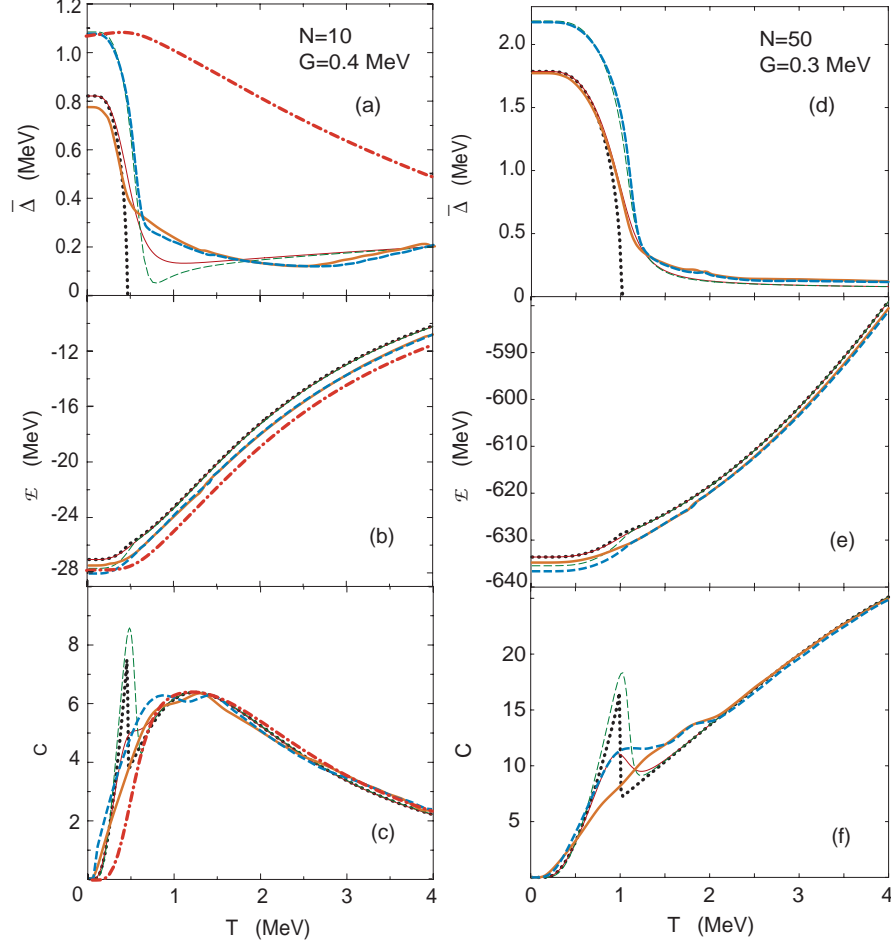 1.2
1.0
0.8
0.6
0.4
0.2
0
Δ̅ (MeV)
N=10
G=0.4 MeV
(a)
2.0
1.5
1.0
0.5
0
Δ̅ (MeV)
N=50
G=0.3 MeV
(d)
-12
-16
-20
-24
-28
ℰ (MeV)
(b)
-590
-600
-610
-620
-630
-640
ℰ (MeV)
(e)
8
6
4
2
C
(c)
0 1 2 3 4
T (MeV)
20
15
10
5
C
(f)
0 1 2 3 4
T (MeV)